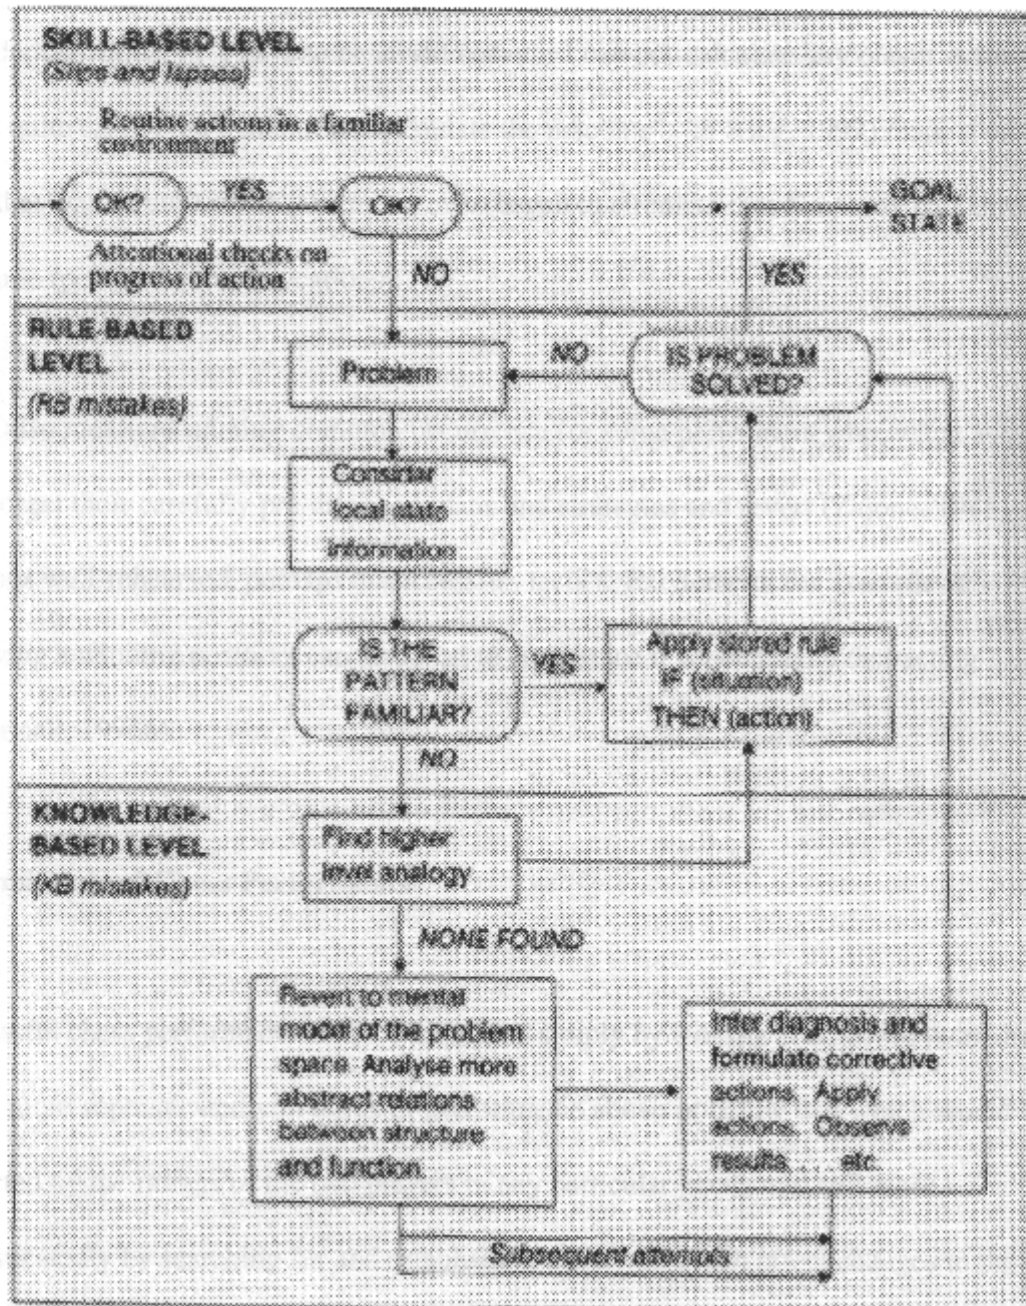 SKILL-BASED LEVEL
(Slips and lapses)
Routine actions in a familiar
environment
OK?
YES
OK?
GOAL
STATE
Attentional checks on
progress of action
NO
YES
RULE-BASED
LEVEL
(RB mistakes)
Problem
NO
IS PROBLEM
SOLVED?
Consider
local state
information
IS THE
PATTERN
FAMILIAR?
YES
Apply stored rule
IF (situation)
THEN (action)
NO
KNOWLEDGE-
BASED LEVEL
(KB mistakes)
Find higher
level analogy
NONE FOUND
Revert to mental
model of the problem
space. Analyse more
abstract relations
between structure
and function.
Inter diagnosis and
formulate corrective
actions. Apply
actions. Observe
results. . . . etc.
Subsequent attempts